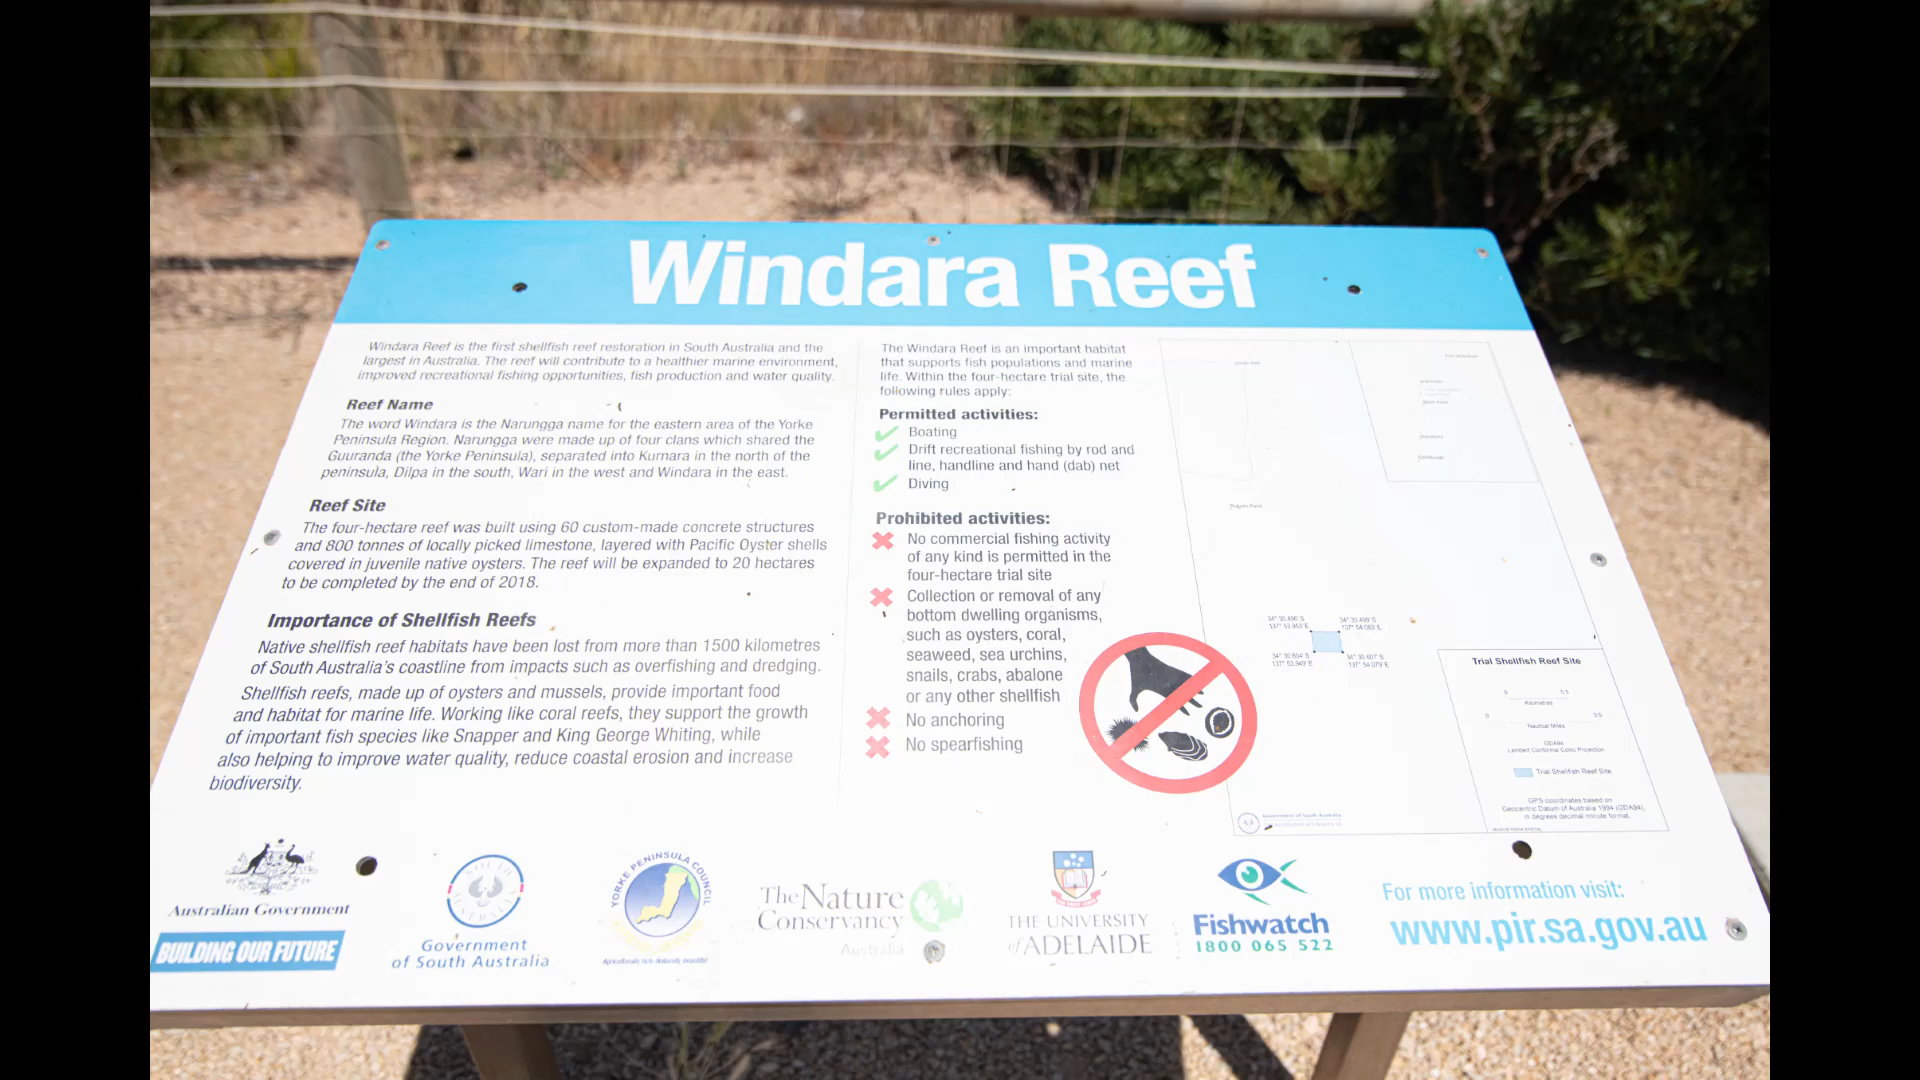 Windara Reef
Windara Reef is the first shellfish reef restoration in South Australia and the
largest in Australia. The reef will contribute to a healthier marine environment,
improved recreational fishing opportunities, fish production and water quality.
Reef Name
The word Windara is the Narungga name for the eastern area of the Yorke
Peninsula Region. Narungga were made up of four clans which shared the
Guuranda (the Yorke Peninsula), separated into Kurnara in the north of the
peninsula, Dilpa in the south, Wari in the west and Windara in the east.
Reef Site
The four-hectare reef was built using 60 custom-made concrete structures
and 800 tonnes of locally picked limestone, layered with Pacific Oyster shells
covered in juvenile native oysters. The reef will be expanded to 20 hectares
to be completed by the end of 2018.
Importance of Shellfish Reefs
Native shellfish reef habitats have been lost from more than 1500 kilometres
of South Australia's coastline from impacts such as overfishing and dredging.
Shellfish reefs, made up of oysters and mussels, provide important food
and habitat for marine life. Working like coral reefs, they support the growth
of important fish species like Snapper and King George Whiting, while
also helping to improve water quality, reduce coastal erosion and increase
biodiversity.
The Windara Reef is an important habitat
that supports fish populations and marine
life. Within the four-hectare trial site, the
following rules apply:
Permitted activities:
Boating
Drift recreational fishing by rod and
line, handline and hand (dab) net
Diving
Prohibited activities:
No commercial fishing activity
of any kind is permitted in the
four-hectare trial site
Collection or removal of any
bottom dwelling organisms,
such as oysters, coral,
seaweed, sea urchins,
snails, crabs, abalone
or any other shellfish
No anchoring
No spearfishing
Trial Shellfish Reef Site
0 0.5
Kilometres
0 0.5
Nautical Miles
GDA94
Lambert Conformal Conic Projection
Trial Shellfish Reef Site
GPS coordinates based on
Geocentric Datum of Australia 1994 (GDA94),
in degrees decimal minute format.
Government of South Australia
Australian Government
BUILDING OUR FUTURE
SOUTH AUSTRALIA
Government
of South Australia
YORKE PENINSULA COUNCIL
Agriculturally rich-Naturally beautiful
The Nature
Conservancy
Australia
THE UNIVERSITY
of ADELAIDE
Fishwatch
1800 065 522
For more information visit:
www.pir.sa.gov.au